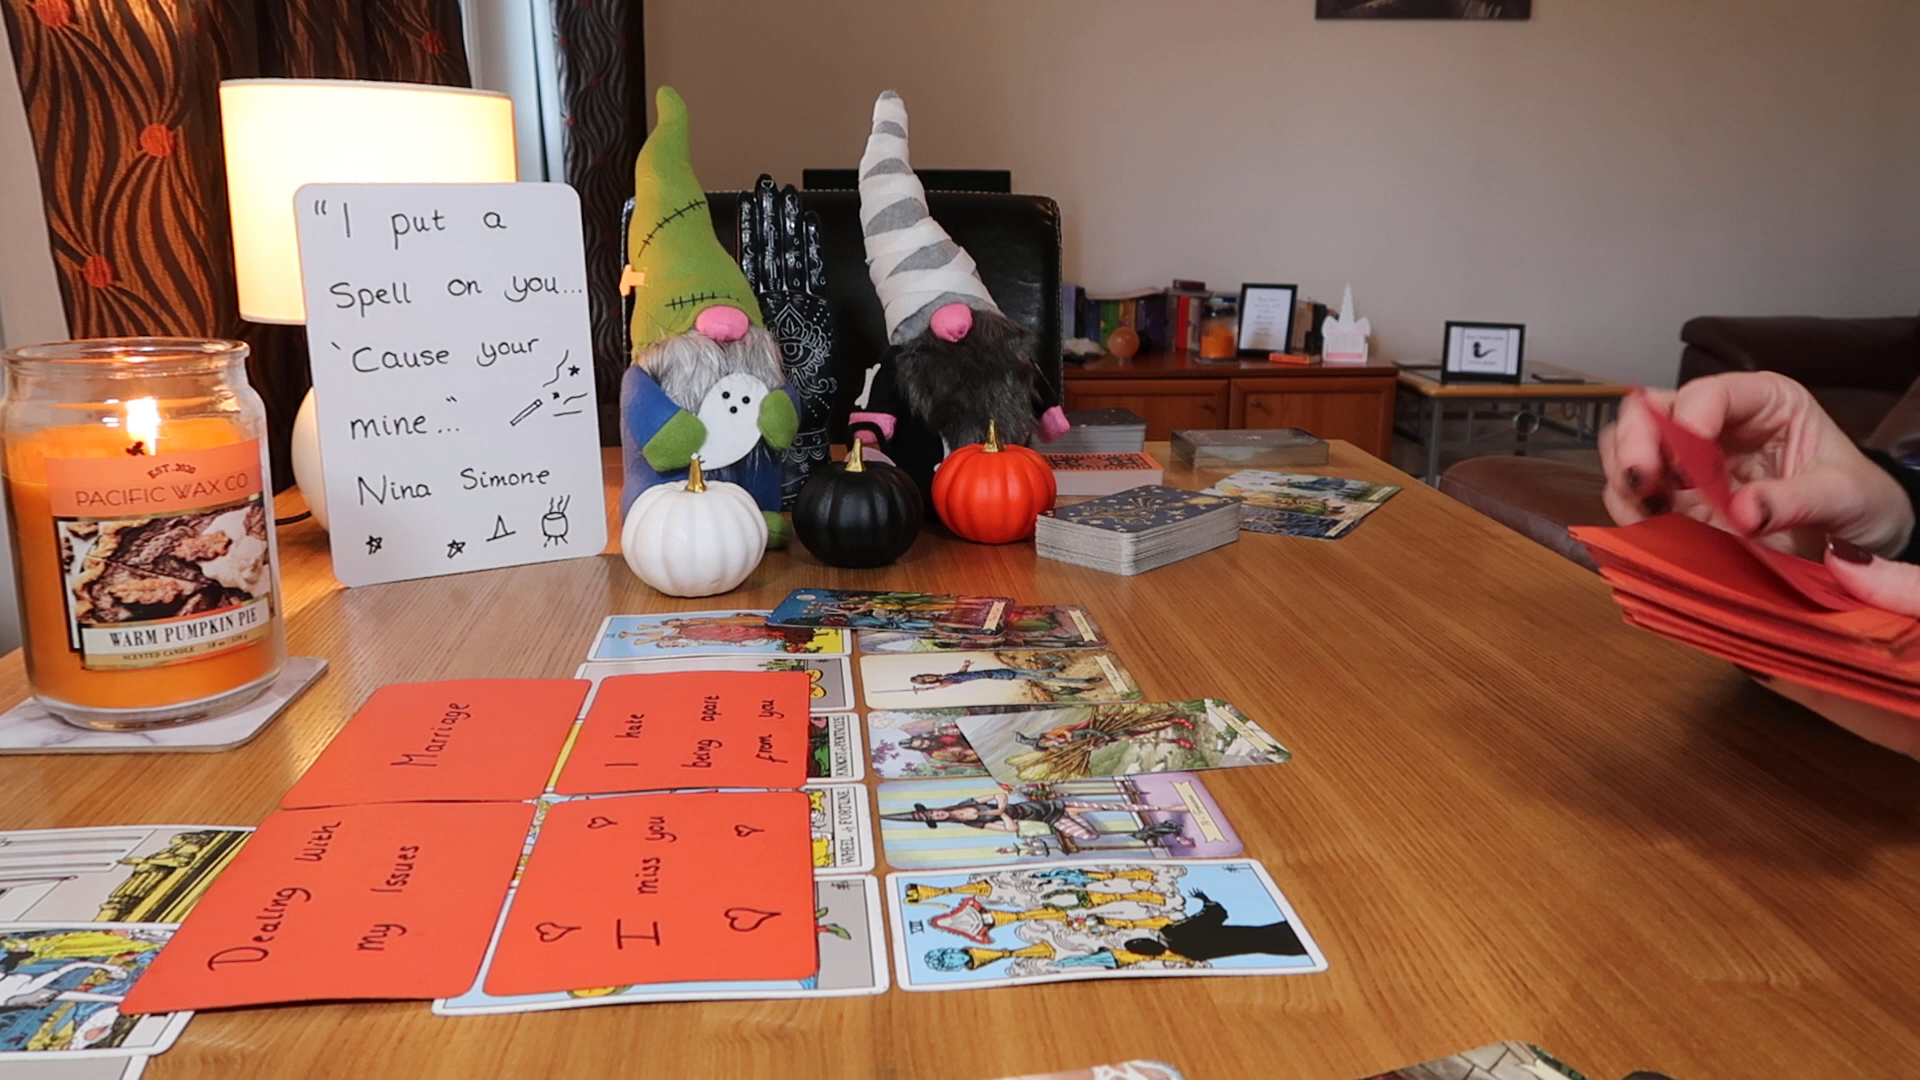 "I put a
Spell on you...
'Cause your
mine..."
Nina Simone
EST. 2020
PACIFIC WAX CO
WARM PUMPKIN PIE
SCENTED CANDLE
Marriage
I hate
being apart
from you
Dealing with
my Issues
I miss you
KNIGHT of PENTACLES
WHEEL of FORTUNE
VII